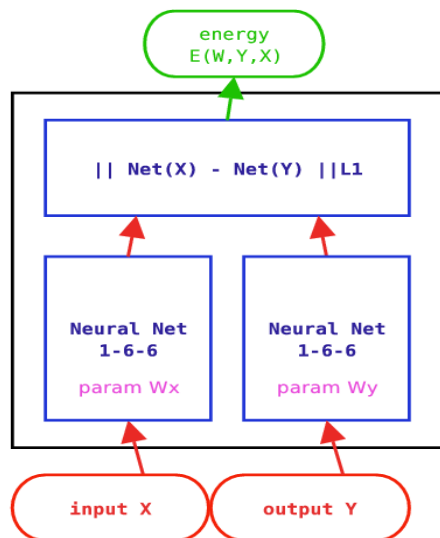 energy
E(W,Y,X)
|| Net(X) - Net(Y) ||L1
Neural Net
1-6-6
param Wx
Neural Net
1-6-6
param Wy
input X
output Y